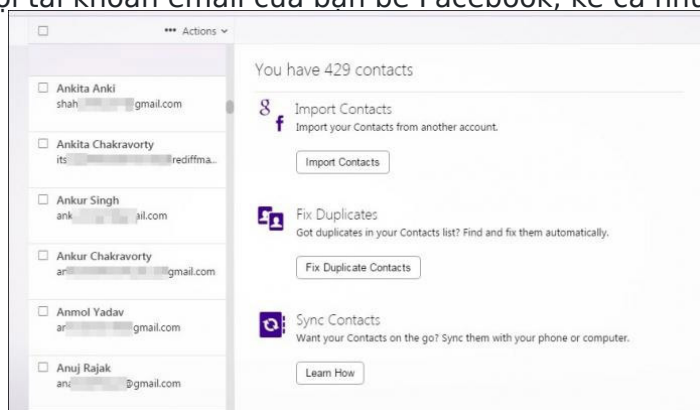 tài khoản email của bạn bè Facebook, kể cả
*** Actions
You have 429 contacts
Ankita Anki
shah gmail.com
Import Contacts
Import your Contacts from another account.
Import Contacts
Ankita Chakravorty
its rediffma...
Ankur Singh
ank ail.com
Fix Duplicates
Got duplicates in your Contacts list? Find and fix them automatically.
Fix Duplicate Contacts
Ankur Chakravorty
ar gmail.com
Anmol Yadav
ar gmail.com
Sync Contacts
Want your Contacts on the go? Sync them with your phone or computer.
Learn How
Anuj Rajak
ana @gmail.com